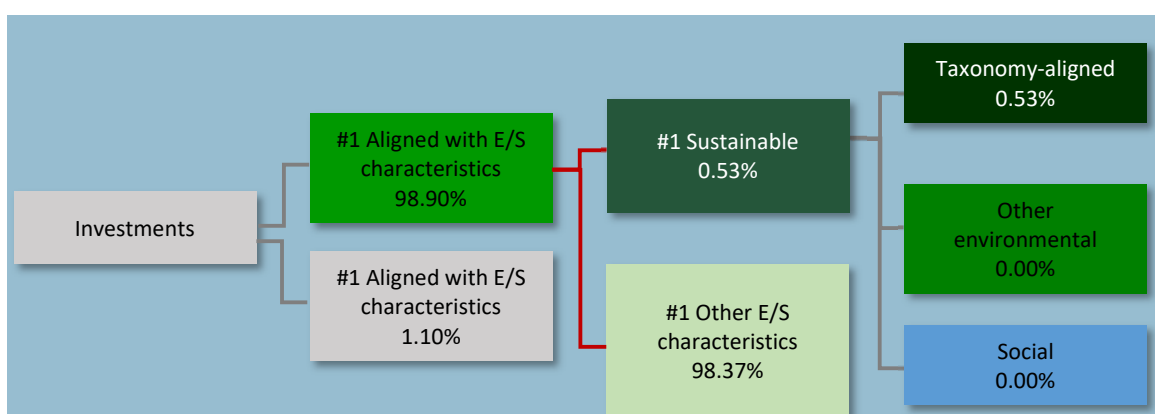 Investments
#1 Aligned with E/S
characteristics
98.90%
#1 Aligned with E/S
characteristics
1.10%
#1 Sustainable
0.53%
#1 Other E/S
characteristics
98.37%
Taxonomy-aligned
0.53%
Other
environmental
0.00%
Social
0.00%